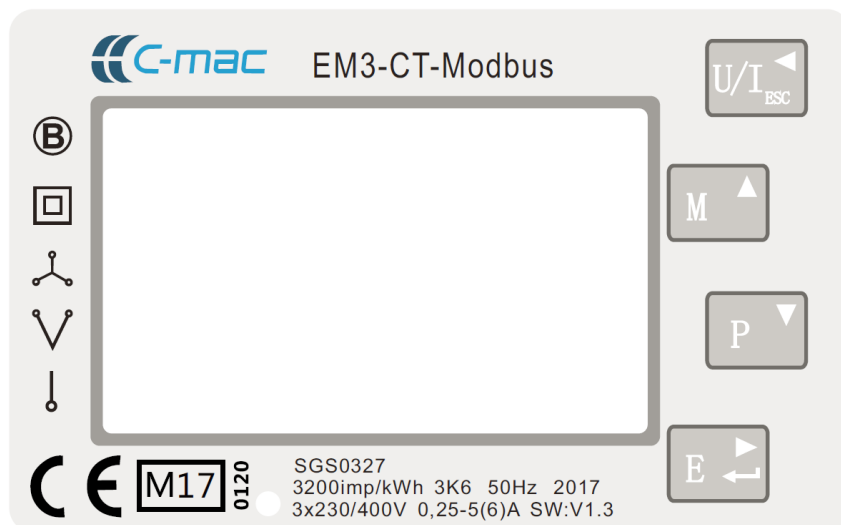 C-mac EM3-CT-Modbus
U/I ESC
B
M
P
E
CE M17 0120
SGS0327
3200imp/kWh 3K6 50Hz 2017
3x230/400V 0,25-5(6)A SW:V1.3